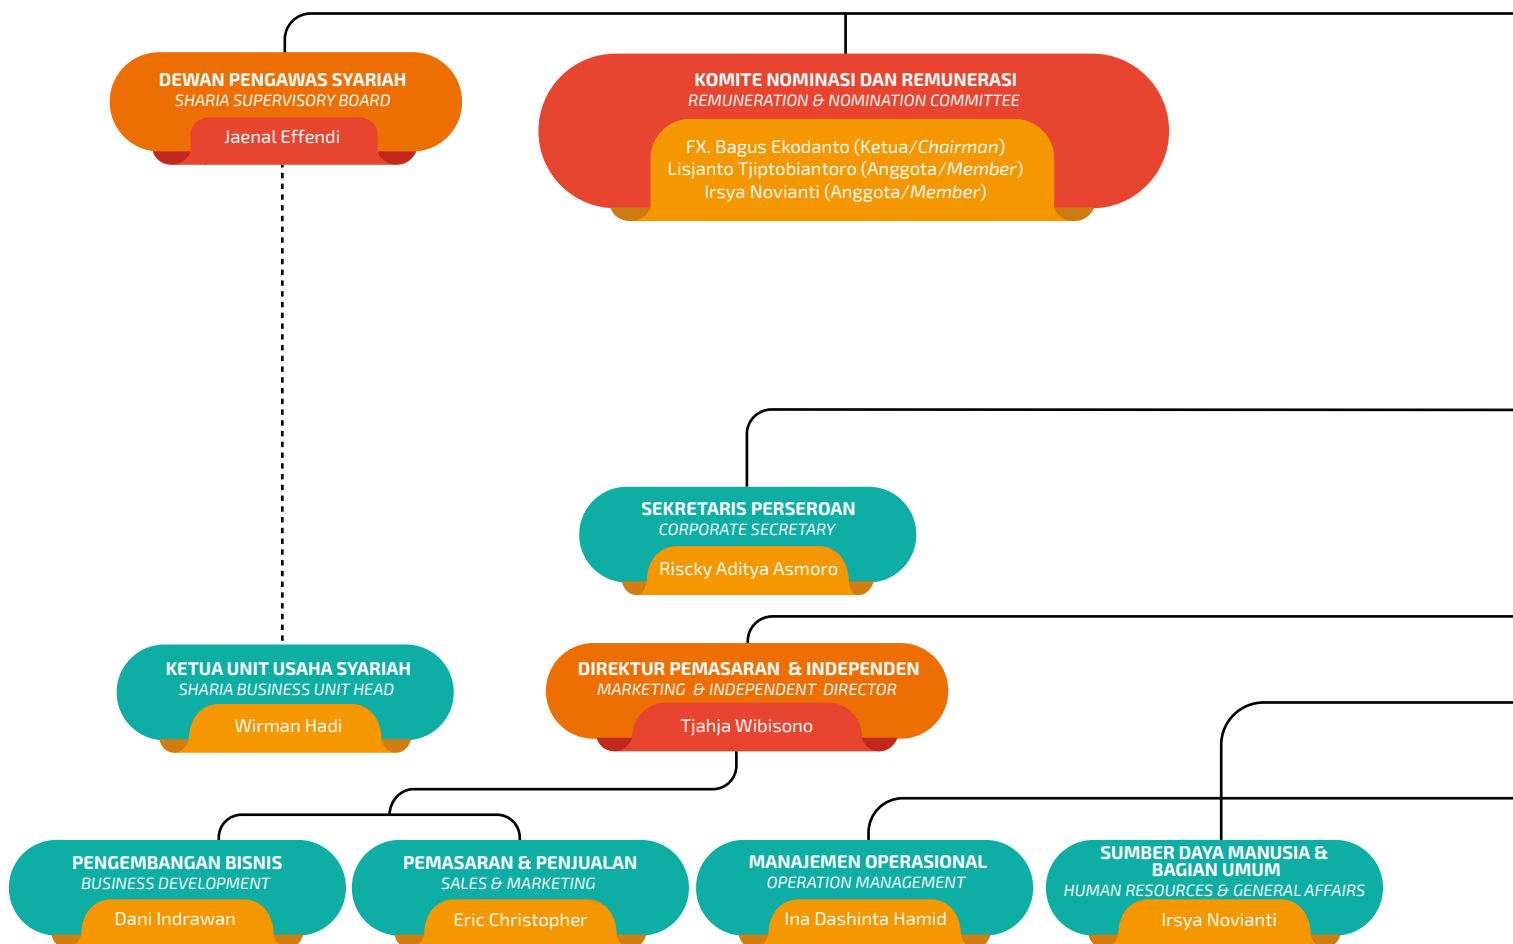 DEWAN PENGAWAS SYARIAH
SHARIA SUPERVISORY BOARD
Jaenal Effendi
KOMITE NOMINASI DAN REMUNERASI
REMUNERATION & NOMINATION COMMITTEE
FX. Bagus Ekodanto (Ketua/Chairman)
Lisjanto Tjiptobiantoro (Anggota/Member)
Irsya Novianti (Anggota/Member)
SEKRETARIS PERSEROAN
CORPORATE SECRETARY
Riscky Aditya Asmoro
KETUA UNIT USAHA SYARIAH
SHARIA BUSINESS UNIT HEAD
Wirman Hadi
DIREKTUR PEMASARAN & INDEPENDEN
MARKETING & INDEPENDENT DIRECTOR
Tjahja Wibisono
PENGEMBANGAN BISNIS
BUSINESS DEVELOPMENT
Dani Indrawan
PEMASARAN & PENJUALAN
SALES & MARKETING
Eric Christopher
MANAJEMEN OPERASIONAL
OPERATION MANAGEMENT
Ina Dashinta Hamid
SUMBER DAYA MANUSIA &
BAGIAN UMUM
HUMAN RESOURCES & GENERAL AFFAIRS
Irsya Novianti